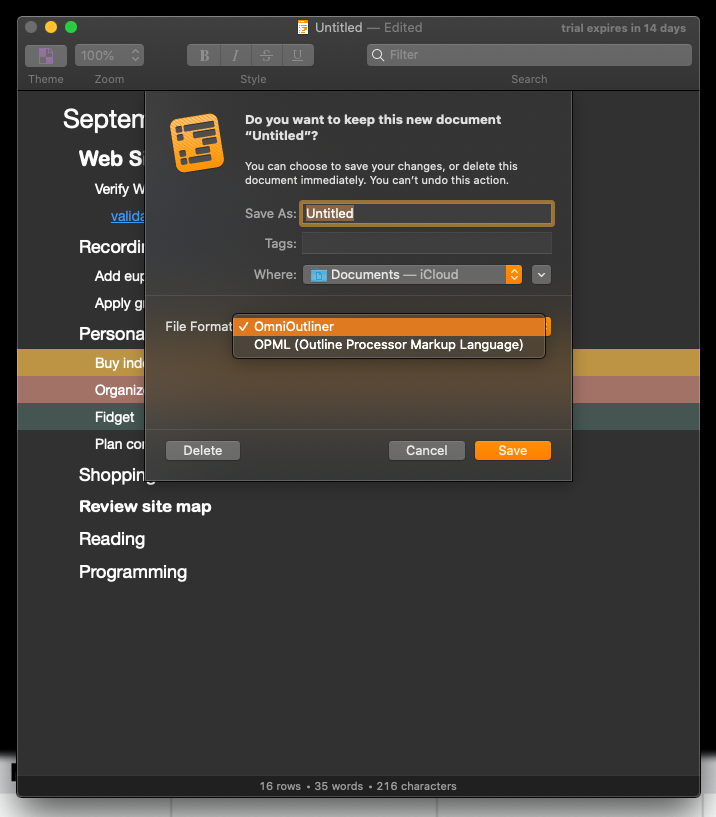 Untitled — Edited
trial expires in 14 days
100%
B I S U
Filter
Theme
Zoom
Style
Search
Septem
Do you want to keep this new document
“Untitled”?
You can choose to save your changes, or delete this
document immediately. You can’t undo this action.
Save As: Untitled
Tags:
Where: Documents — iCloud
File Format
✓ OmniOutliner
OPML (Outline Processor Markup Language)
Delete
Cancel
Save
Web Si
Verify W
valida
Recordin
Add eup
Apply gr
Persona
Buy inde
Organize
Fidget
Plan con
Shopping
Review site map
Reading
Programming
16 rows • 35 words • 216 characters